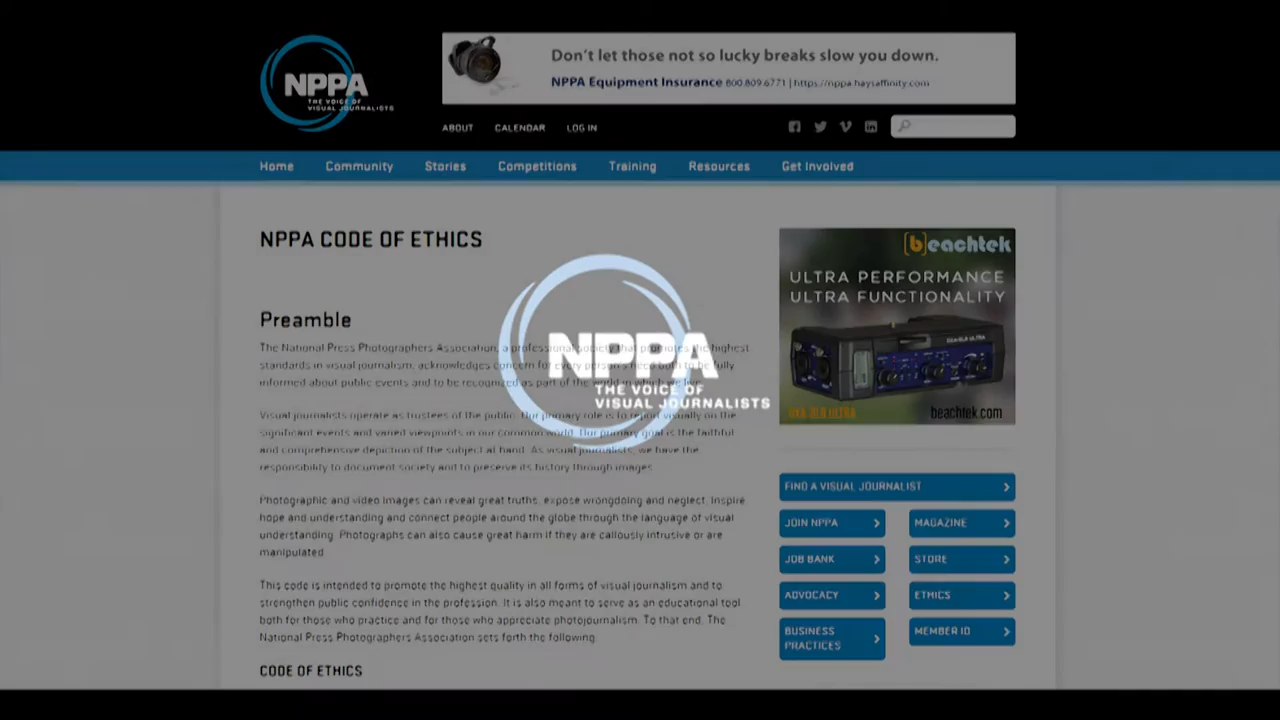 NPPA
THE VOICE OF
VISUAL JOURNALISTS
Don't let those not so lucky breaks slow you down.
NPPA Equipment Insurance 800.809.6771 | https://nppa.haysaffinity.com
ABOUT CALENDAR LOG IN
Home Community Stories Competitions Training Resources Get Involved
NPPA CODE OF ETHICS
Preamble
The National Press Photographers Association, a professional society that promotes the highest
standards in visual journalism, acknowledges concern for every person's need both to be fully
informed about public events and to be recognized as part of the world in which we live.
Visual journalists operate as trustees of the public. Our primary role is to report visually on the
significant events and varied viewpoints in our common world. Our primary goal is the faithful
and comprehensive depiction of the subject at hand. As visual journalists, we have the
responsibility to document society and to preserve its history through images.
Photographic and video images can reveal great truths, expose wrongdoing and neglect, inspire
hope and understanding and connect people around the globe through the language of visual
understanding. Photographs can also cause great harm if they are callously intrusive or are
manipulated.
This code is intended to promote the highest quality in all forms of visual journalism and to
strengthen public confidence in the profession. It is also meant to serve as an educational tool
both for those who practice and for those who appreciate photojournalism. To that end, The
National Press Photographers Association sets forth the following:
CODE OF ETHICS
NPPA
THE VOICE OF
VISUAL JOURNALISTS
beachtek
ULTRA PERFORMANCE
ULTRA FUNCTIONALITY
DXA-SLR ULTRA
beachtek.com
FIND A VISUAL JOURNALIST
JOIN NPPA MAGAZINE
JOB BANK STORE
ADVOCACY ETHICS
BUSINESS
PRACTICES
MEMBER ID